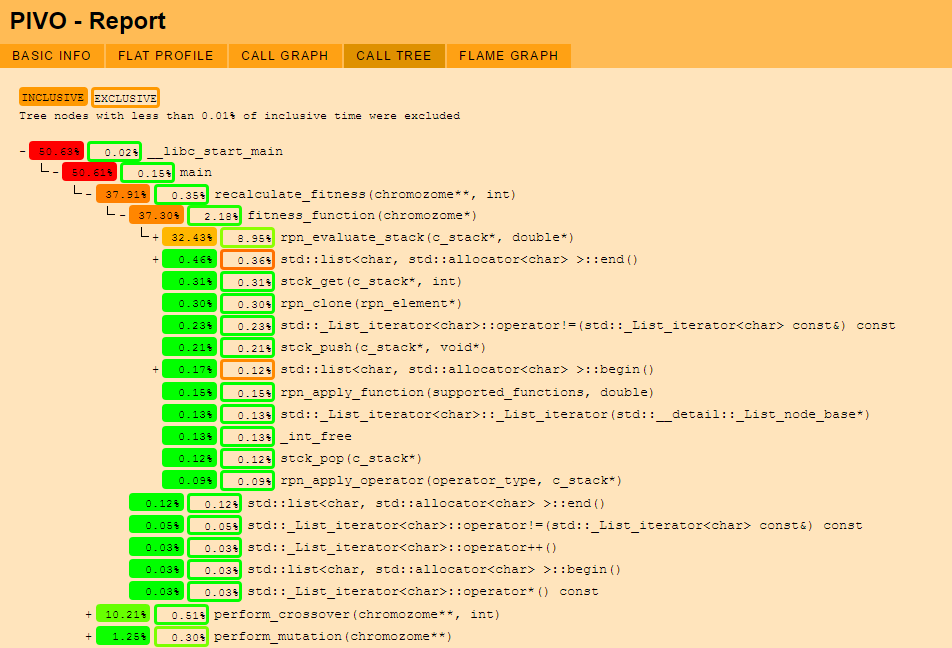 PIVO - Report
BASIC INFO FLAT PROFILE CALL GRAPH CALL TREE FLAME GRAPH
INCLUSIVE EXCLUSIVE
Tree nodes with less than 0.01% of inclusive time were excluded
- 50.63% 0.02% __libc_start_main
- 50.61% 0.15% main
- 37.91% 0.35% recalculate_fitness(chromozome**, int)
- 37.30% 2.18% fitness_function(chromozome*)
+ 32.43% 8.95% rpn_evaluate_stack(c_stack*, double*)
+ 0.46% 0.36% std::list<char, std::allocator<char> >::end()
0.31% 0.31% stck_get(c_stack*, int)
0.30% 0.30% rpn_clone(rpn_element*)
0.23% 0.23% std::_List_iterator<char>::operator!=(std::_List_iterator<char> const&) const
0.21% 0.21% stck_push(c_stack*, void*)
+ 0.17% 0.12% std::list<char, std::allocator<char> >::begin()
0.15% 0.15% rpn_apply_function(supported_functions, double)
0.13% 0.13% std::_List_iterator<char>::_List_iterator(std::__detail::_List_node_base*)
0.13% 0.13% _int_free
0.12% 0.12% stck_pop(c_stack*)
0.09% 0.09% rpn_apply_operator(operator_type, c_stack*)
0.12% 0.12% std::list<char, std::allocator<char> >::end()
0.05% 0.05% std::_List_iterator<char>::operator!=(std::_List_iterator<char> const&) const
0.03% 0.03% std::_List_iterator<char>::operator++()
0.03% 0.03% std::list<char, std::allocator<char> >::begin()
0.03% 0.03% std::_List_iterator<char>::operator*() const
+ 10.21% 0.51% perform_crossover(chromozome**, int)
+ 1.25% 0.30% perform_mutation(chromozome**)